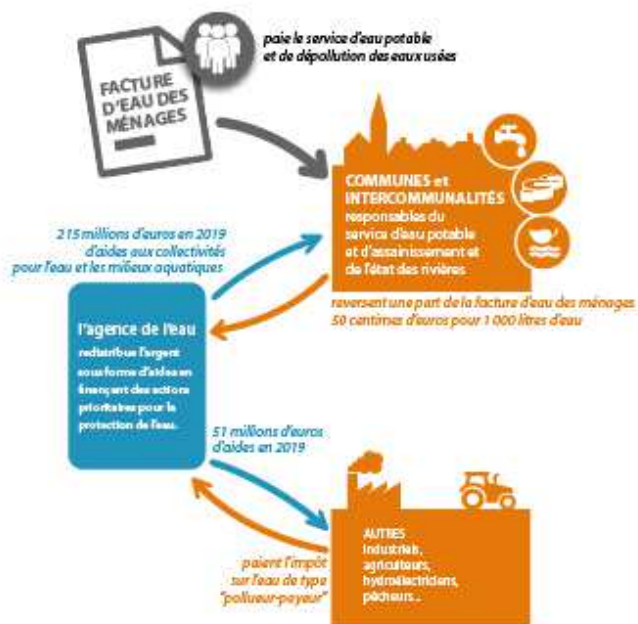 paie le service d'eau potable
et de dépollution des eaux usées
FACTURE
D'EAU DES
MÉNAGES
COMMUNES et
INTERCOMMUNALITÉS
responsables du
service d'eau potable
et d'assainissement et
de l'état des rivières
215 millions d'euros en 2019
d'aides aux collectivités
pour l'eau et les milieux aquatiques
reversent une part de la facture d'eau des ménages
50 centimes d'euros pour 1 000 litres d'eau
l'agence de l'eau
redistribue l'argent
sous forme d'aides en
finançant des actions
prioritaires pour la
protection de l'eau.
51 millions d'euros
d'aides en 2019
paient l'impôt
sur l'eau de type
"pollueur-payeur"
AUTRES
industriels,
agriculteurs,
hydroélectriciens,
pêcheurs...